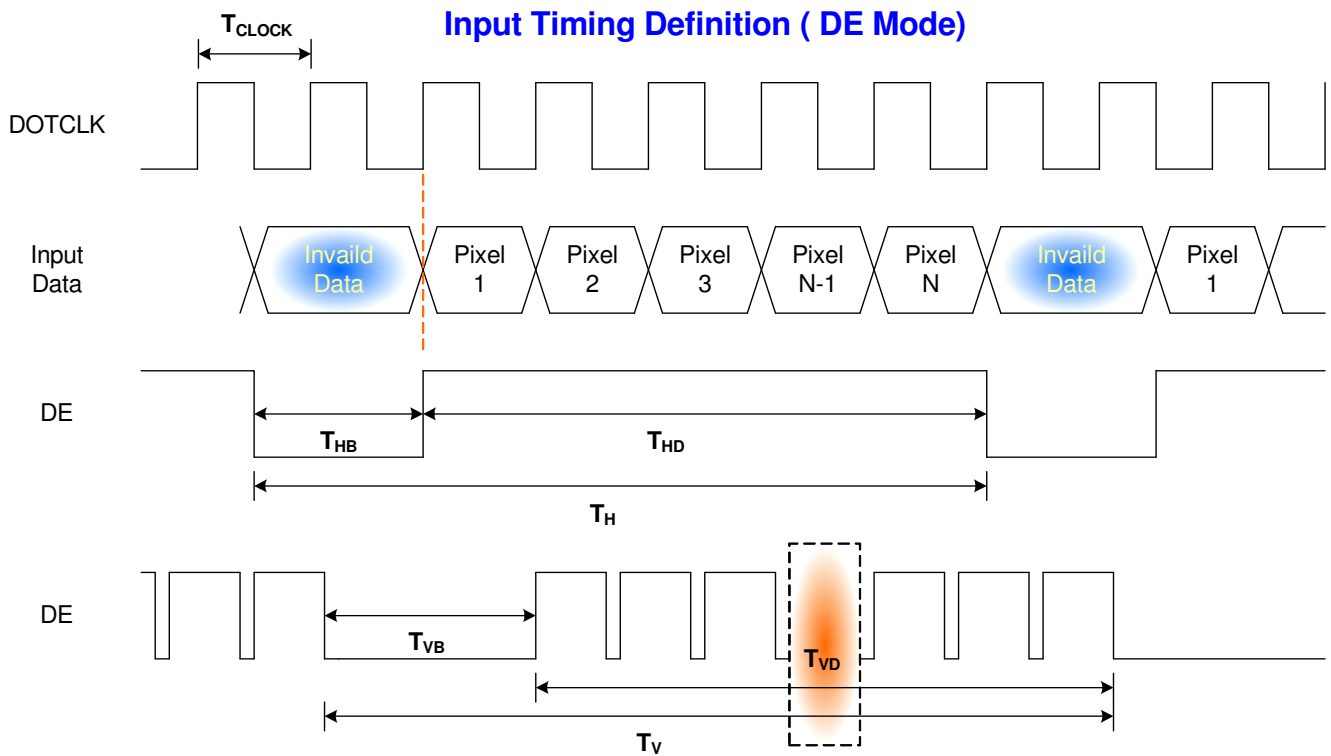 Input Timing Definition ( DE Mode)
TCLOCK
DOTCLK
Input
Data
Invaild
Data
Pixel
1
Pixel
2
Pixel
3
Pixel
N-1
Pixel
N
Invaild
Data
Pixel
1
DE
THB
THD
TH
DE
TVB
TVD
TV